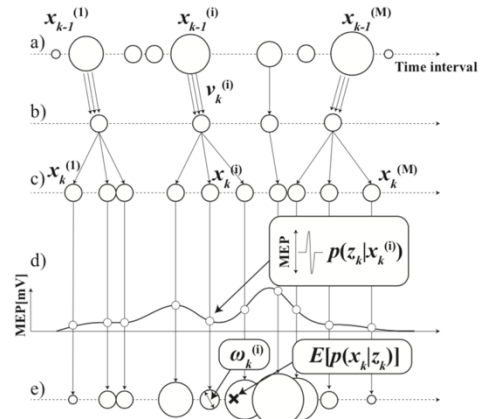 x_{k-1}^{(1)} x_{k-1}^{(i)} x_{k-1}^{(M)}
a)
Time interval
v_k^{(i)}
b)
x_k^{(1)} x_k^{(i)} x_k^{(M)}
c)
MEP p(z_k|x_k^{(i)})
d)
MEP[mV]
ω_k^{(i)} E[p(x_k|z_k)]
e)